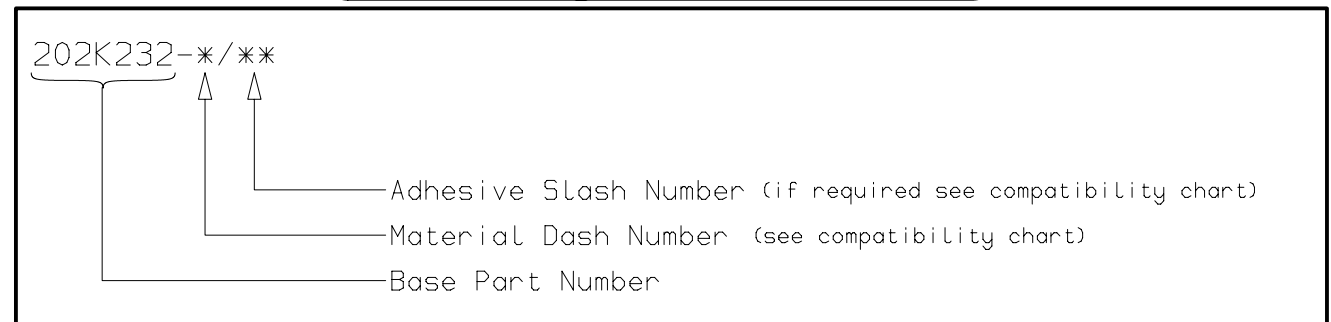 202K232-*/**
Adhesive Slash Number (if required see compatibility chart)
Material Dash Number (see compatibility chart)
Base Part Number